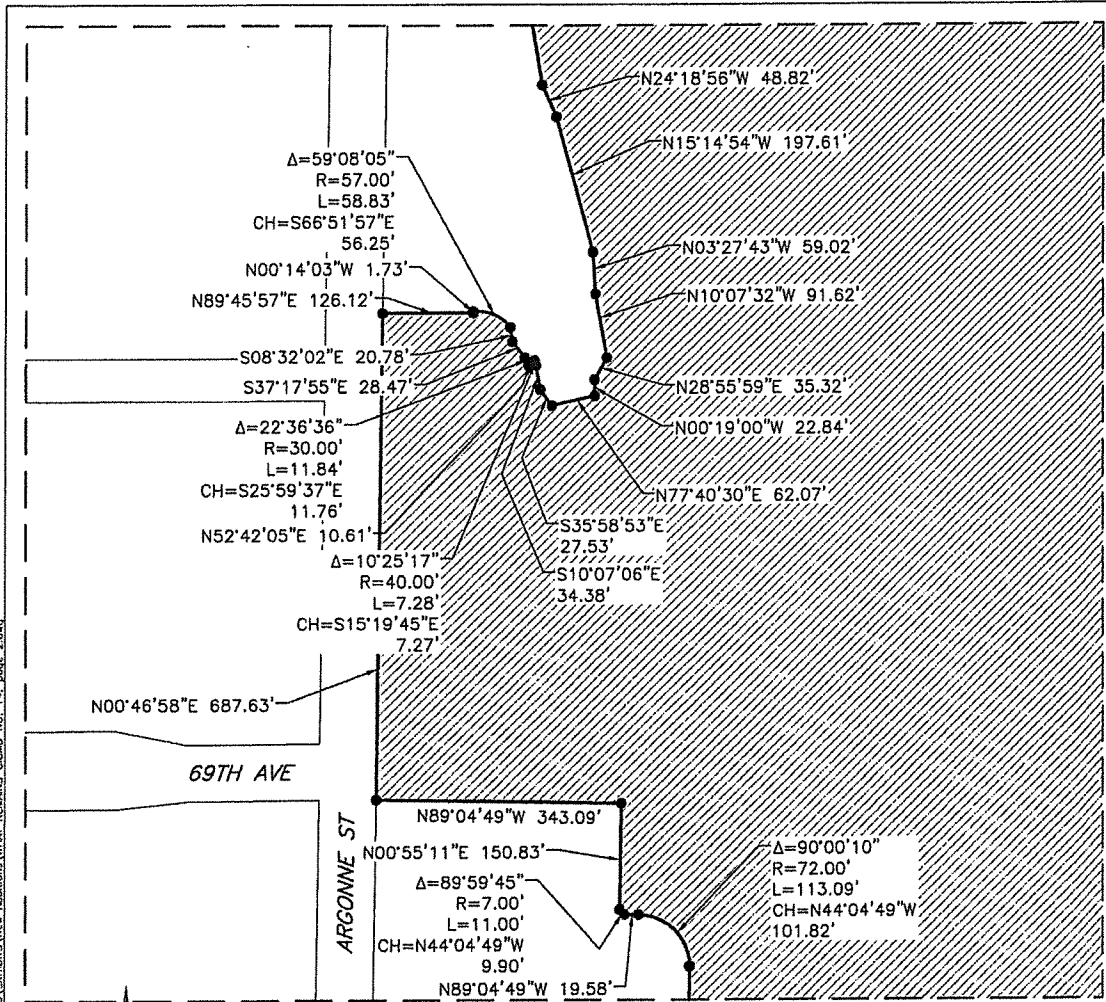 N24°18'56"W 48.82'
N15°14'54"W 197.61'
Δ=59°08'05"
R=57.00'
L=58.83'
CH=S66°51'57"E
56.25'
N03°27'43"W 59.02'
N00°14'03"W 1.73'
N10°07'32"W 91.62'
N89°45'57"E 126.12'
S08°32'02"E 20.78'
S37°17'55"E 28.47'
N28°55'59"E 35.32'
N00°19'00"W 22.84'
Δ=22°36'36"
R=30.00'
L=11.84'
CH=S25°59'37"E
11.76'
N77°40'30"E 62.07'
N52°42'05"E 10.61'
S35°58'53"E
27.53'
S10°07'06"E
34.38'
Δ=10°25'17"
R=40.00'
L=7.28'
CH=S15°19'45"E
7.27'
N00°46'58"E 687.63'
69TH AVE
ARGONNE ST
N89°04'49"W 343.09'
N00°55'11"E 150.83'
Δ=89°59'45"
R=7.00'
L=11.00'
CH=N44°04'49"W
9.90'
N89°04'49"W 19.58'
Δ=90°00'10"
R=72.00'
L=113.09'
CH=N44°04'49"W
101.82'